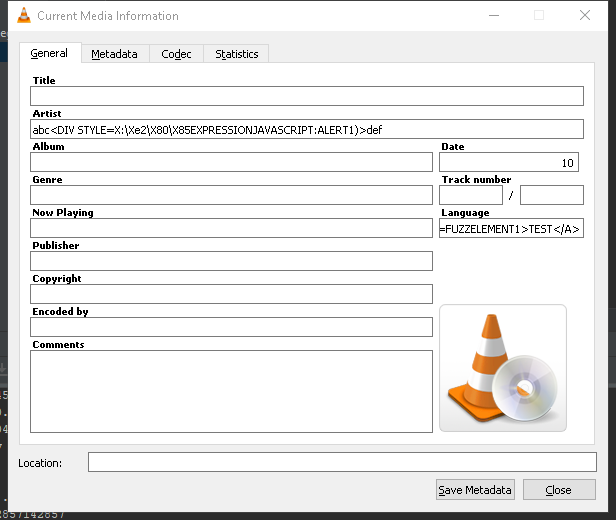 Current Media Information
General Metadata Codec Statistics
Title
Artist
abc<DIV STYLE=X:\Xe2\X80\X85EXPRESSIONJAVASCRIPT:ALERT1)>def
Album Date
10
Genre Track number
/
Now Playing Language
=FUZZELEMENT1>TEST</A>
Publisher
Copyright
Encoded by
Comments
Location:
Save Metadata Close
2857142857